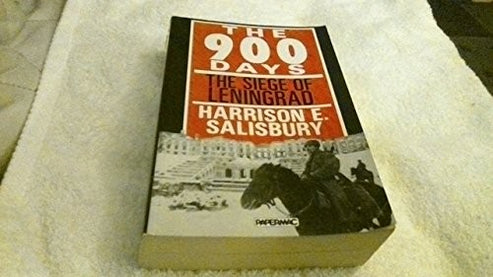 THE
900
DAYS
THE SIEGE OF
LENINGRAD
HARRISON E.
SALISBURY
PAPERMAC